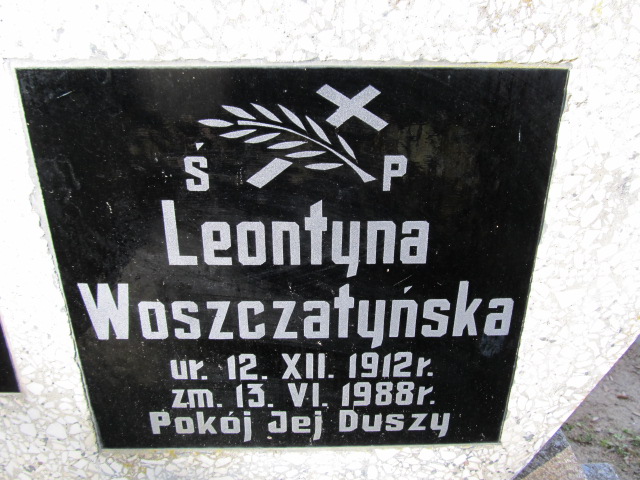 Ś P
Leontyna
Woszczatyńska
ur. 12. XII. 1912r.
zm. 13. VI. 1988r.
Pokój Jej Duszy